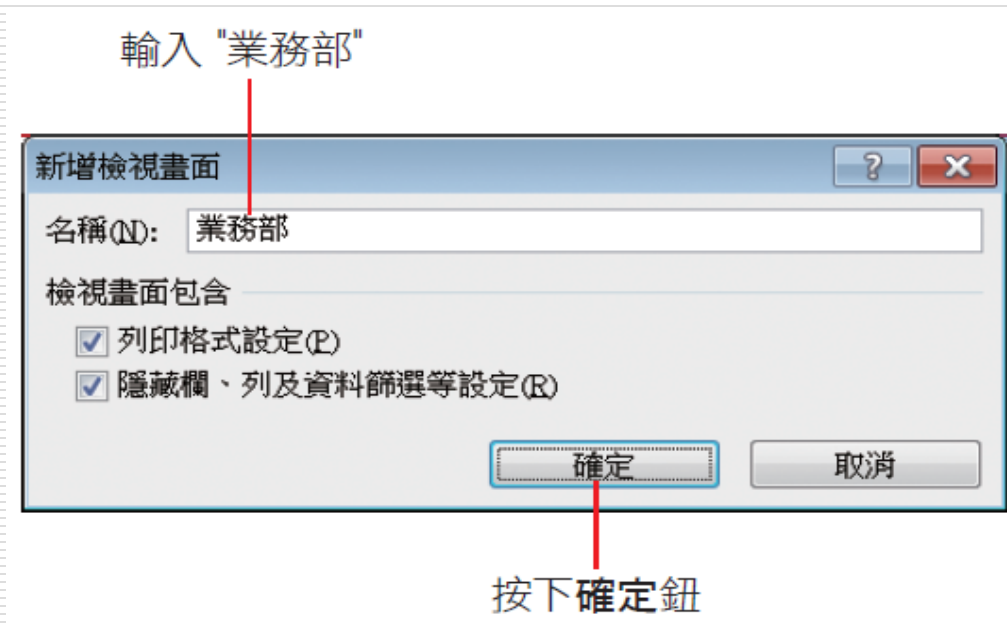 輸入 "業務部"
新增檢視畫面
名稱(N): 業務部
檢視畫面包含
列印格式設定(P)
隱藏欄、列及資料篩選等設定(R)
確定 取消
按下確定鈕